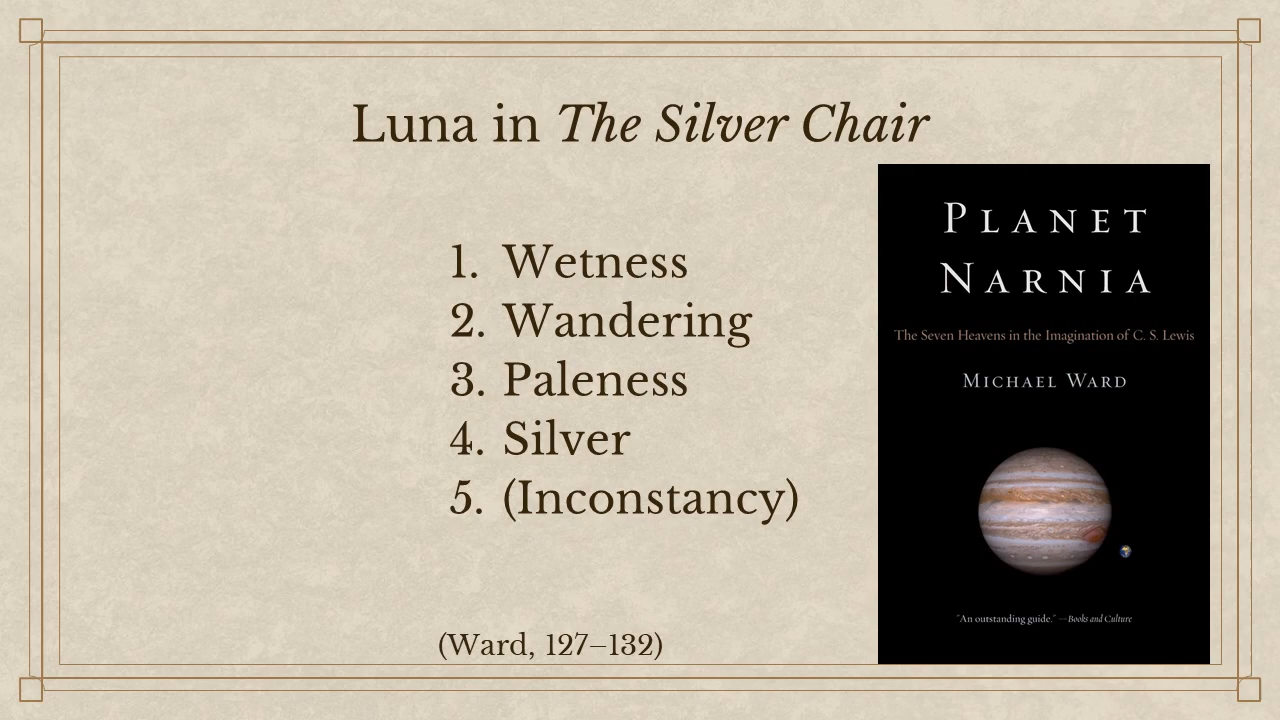 Luna in The Silver Chair
1. Wetness
2. Wandering
3. Paleness
4. Silver
5. (Inconstancy)
(Ward, 127–132)
PLANET
NARNIA
The Seven Heavens in the Imagination of C. S. Lewis
MICHAEL WARD
"An outstanding guide." —Books and Culture